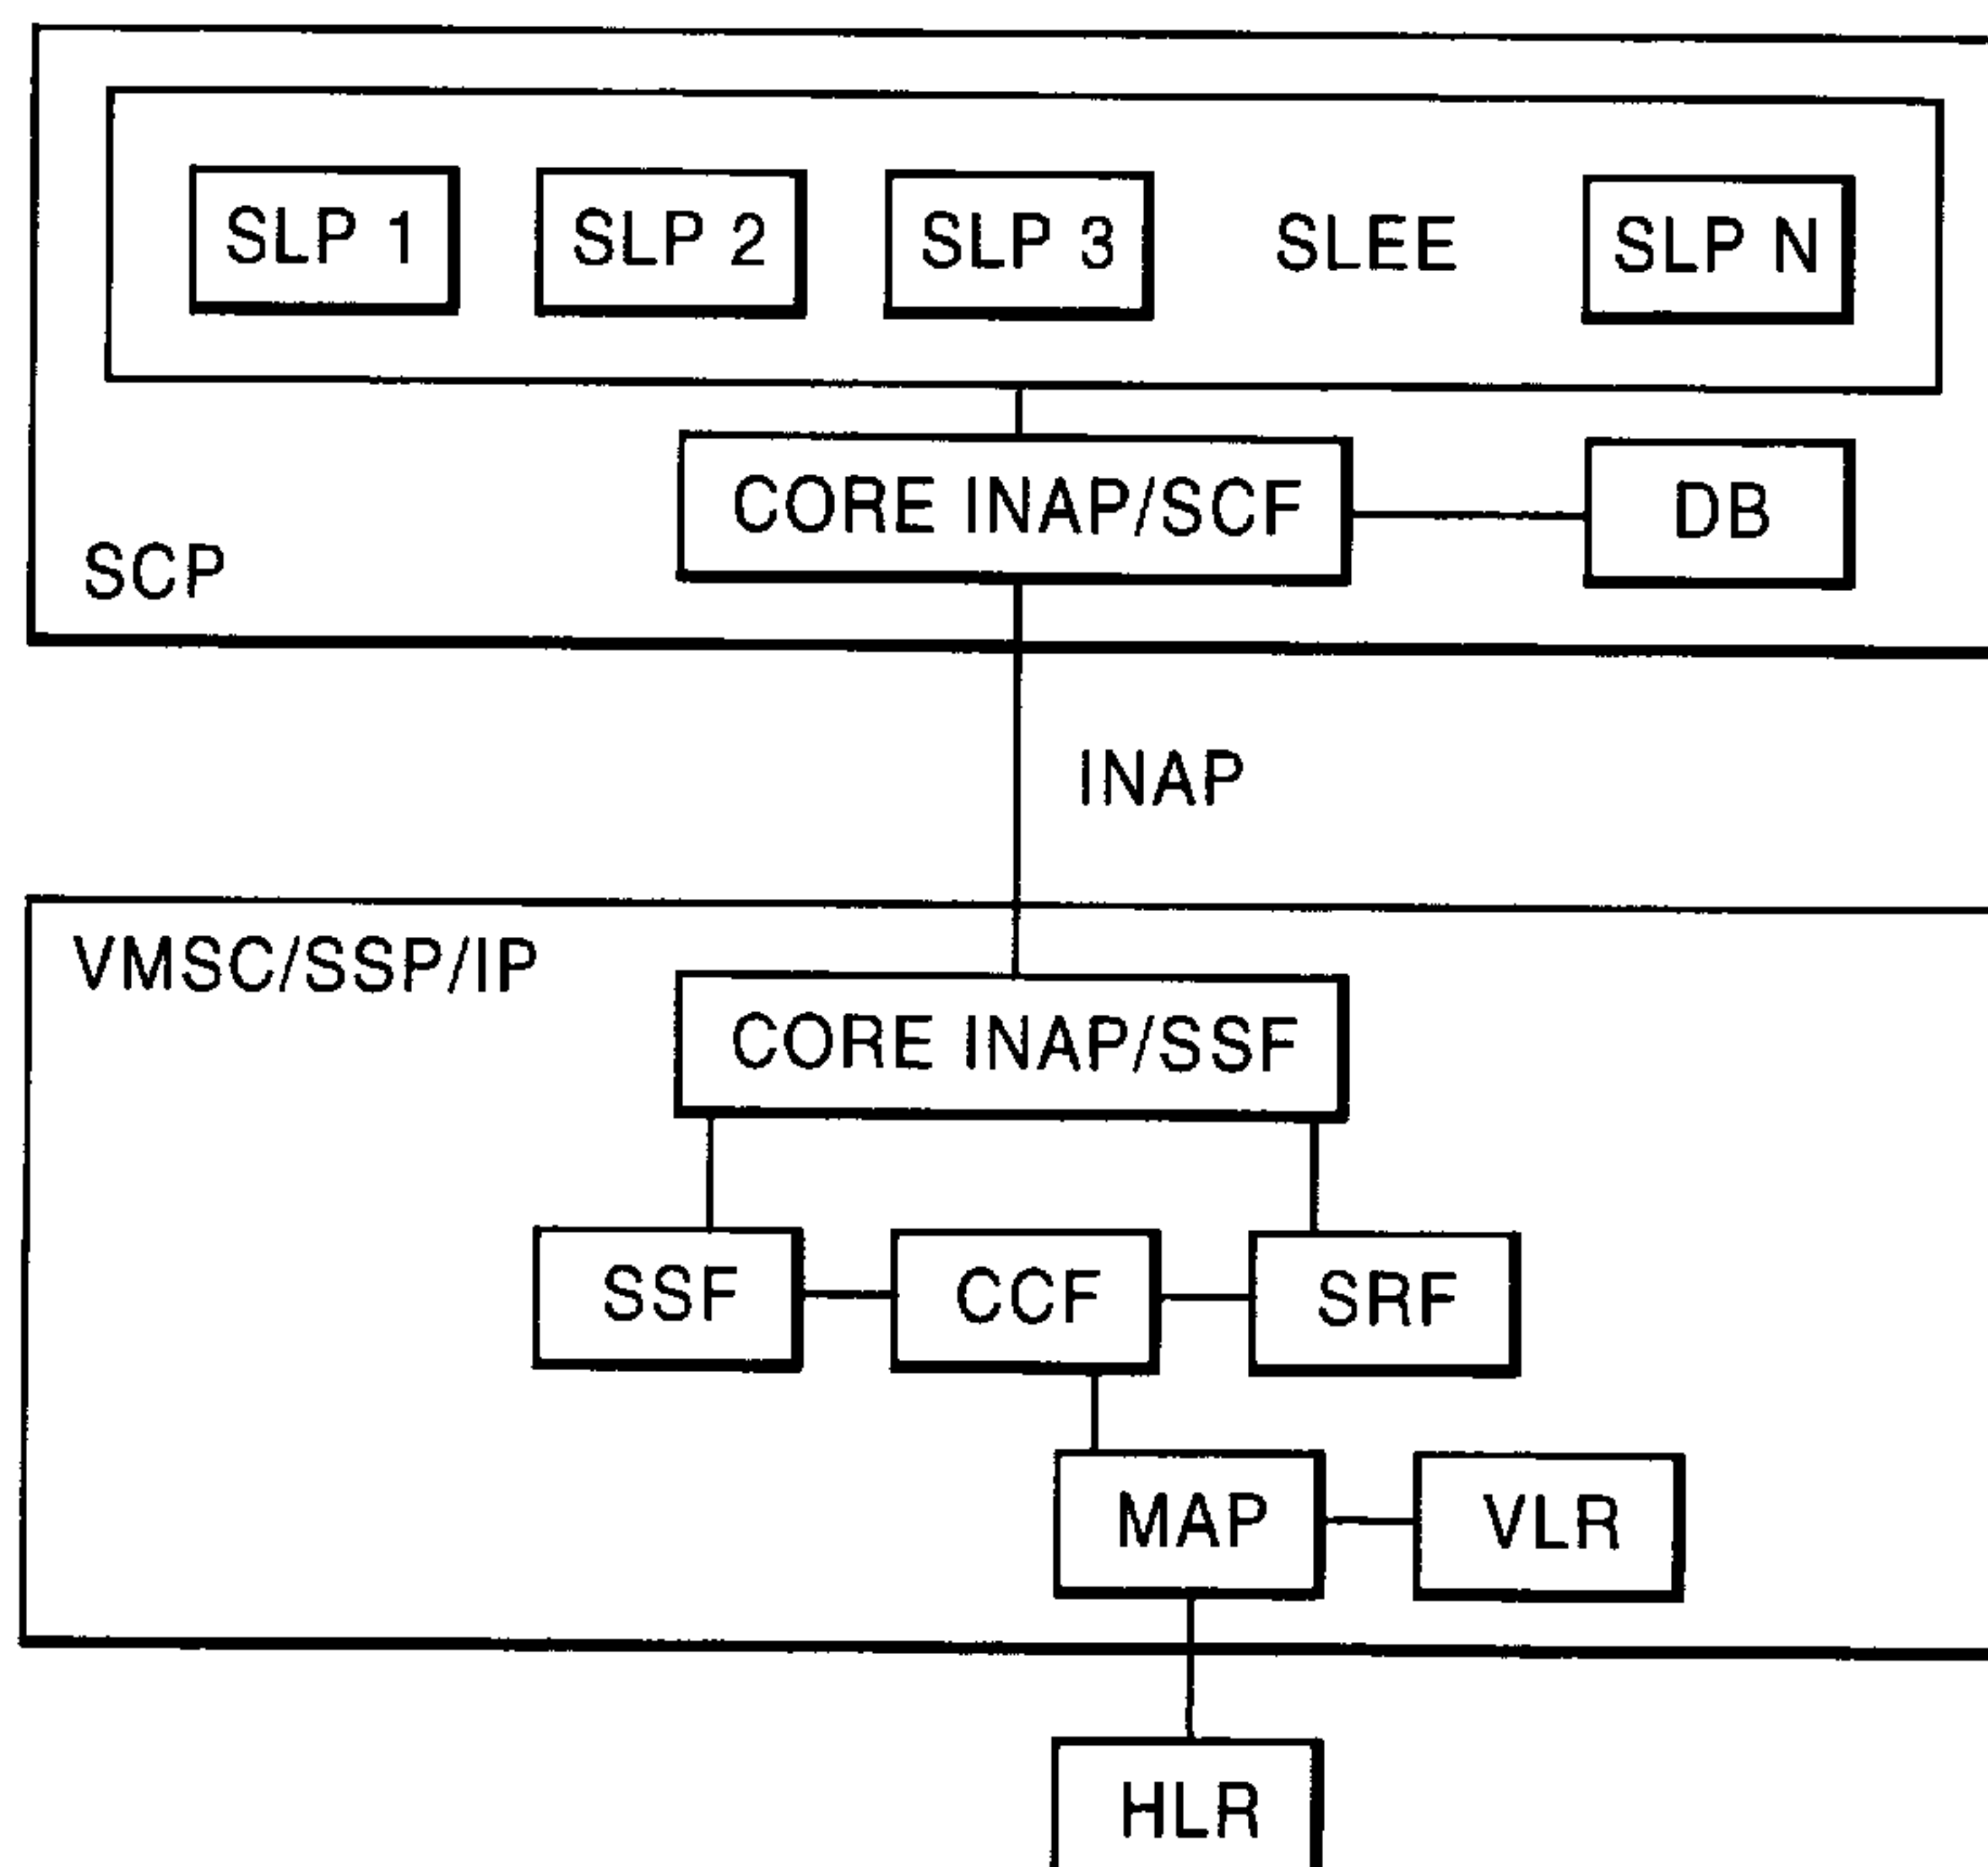 SLP 1
SLP 2
SLP 3
SLEE
SLP N
CORE INAP/SCF
DB
SCP
INAP
VMSC/SSP/IP
CORE INAP/SSF
SSF
CCF
SRF
MAP
VLR
HLR